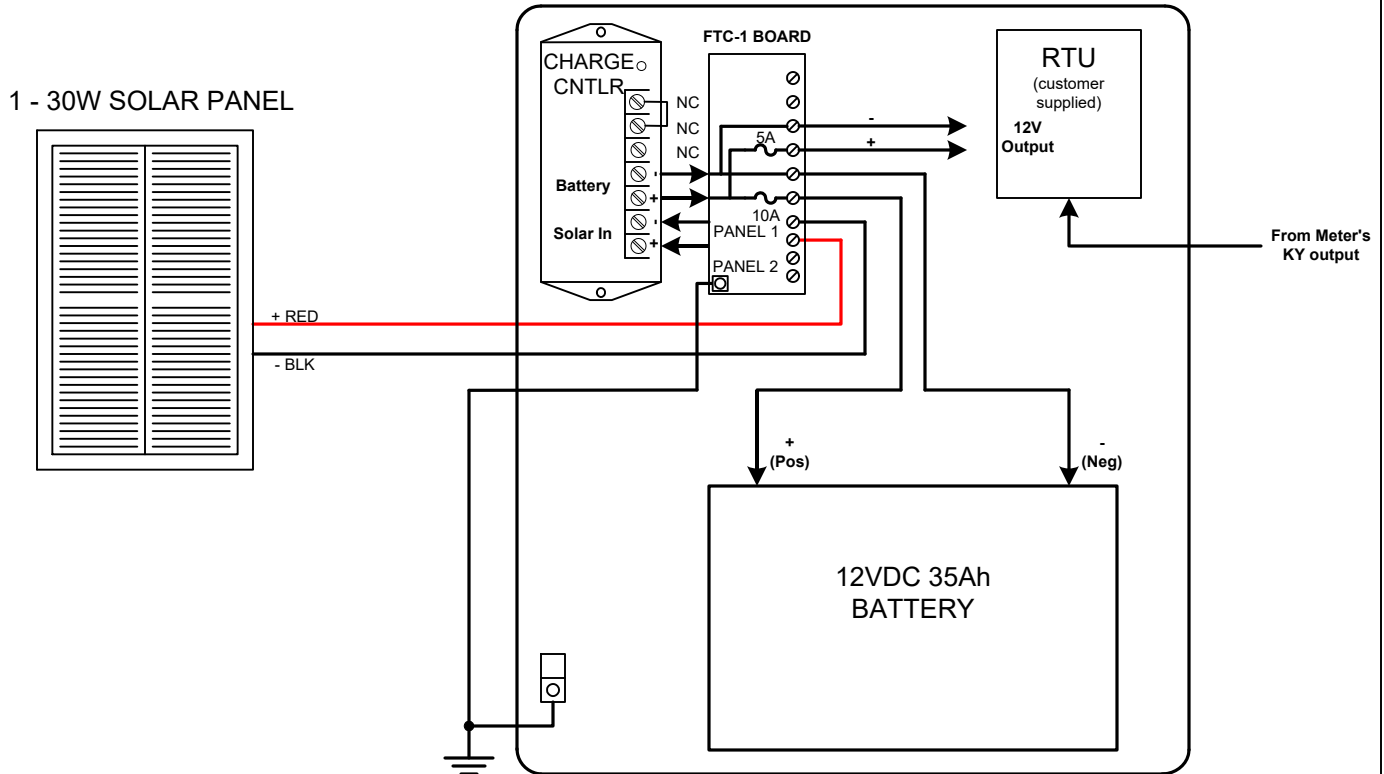 1 - 30W SOLAR PANEL
+ RED
- BLK
CHARGE
CNTLR
NC
NC
NC
Battery
-
+
Solar In
-
+
FTC-1 BOARD
5A
10A
PANEL 1
PANEL 2
-
+
12V
Output
RTU
(customer
supplied)
From Meter's
KY output
+
(Pos)
-
(Neg)
12VDC 35Ah
BATTERY